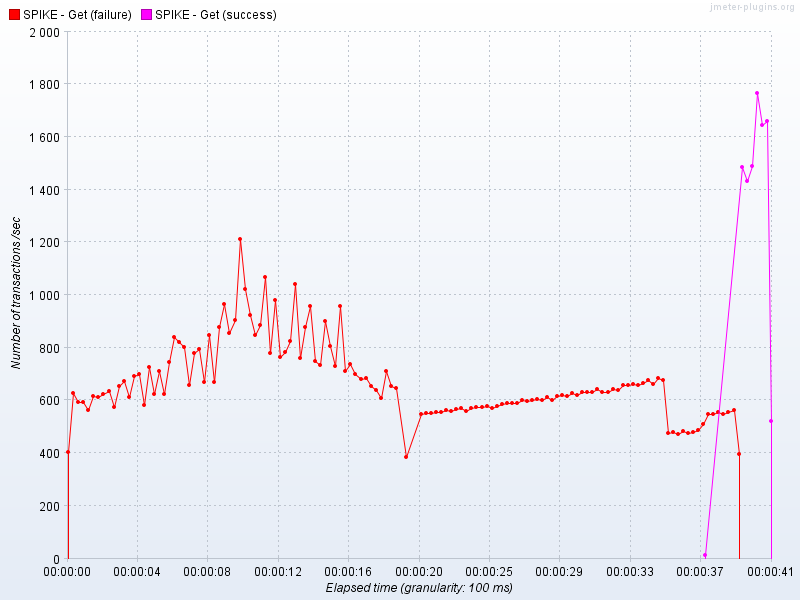 jmeter-plugins.org
SPIKE - Get (failure) SPIKE - Get (success)
2 000
1 800
1 600
1 400
1 200
1 000
800
600
400
200
0
Number of transactions /sec
00:00:00 00:00:04 00:00:08 00:00:12 00:00:16 00:00:20 00:00:25 00:00:29 00:00:33 00:00:37 00:00:41
Elapsed time (granularity: 100 ms)